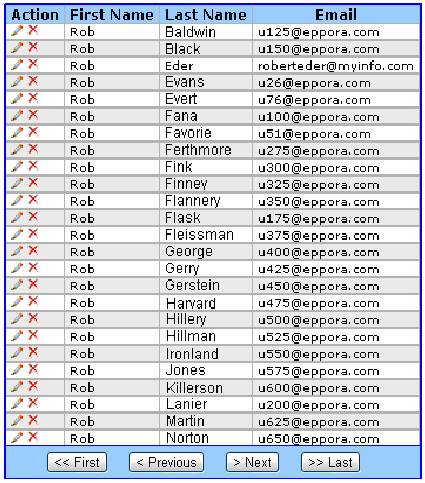 Action First Name Last Name Email
Rob Baldwin u125@eppora.com
Rob Black u150@eppora.com
Rob Eder roberteder@myinfo.com
Rob Evans u26@eppora.com
Rob Evert u76@eppora.com
Rob Fana u100@eppora.com
Rob Favorie u51@eppora.com
Rob Ferthmore u275@eppora.com
Rob Fink u300@eppora.com
Rob Finney u325@eppora.com
Rob Flannery u350@eppora.com
Rob Flask u175@eppora.com
Rob Fleissman u375@eppora.com
Rob George u400@eppora.com
Rob Gerry u425@eppora.com
Rob Gerstein u450@eppora.com
Rob Harvard u475@eppora.com
Rob Hillery u500@eppora.com
Rob Hillman u525@eppora.com
Rob Ironland u550@eppora.com
Rob Jones u575@eppora.com
Rob Killerson u600@eppora.com
Rob Lanier u200@eppora.com
Rob Martin u625@eppora.com
Rob Norton u650@eppora.com
<< First < Previous > Next >> Last